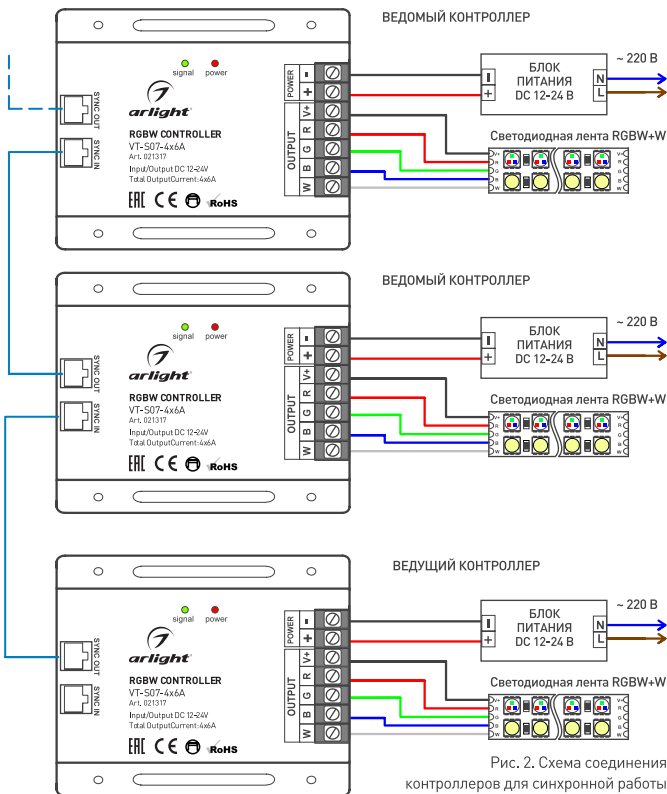 ВЕДОМЫЙ КОНТРОЛЛЕР
signal power
SYNC OUT
SYNC IN
arlight®
RGBW CONTROLLER
VT-S07-4x6A
Art. 021317
Input/Output DC 12-24V
Total OutputCurrent:4x6A
EAC CE RoHS
POWER
- +
OUTPUT
V+ R G B W
БЛОК
ПИТАНИЯ
DC 12-24 В
- +
N
L
~ 220 В
Светодиодная лента RGBW+W
V+ R G B W
V+ R G B W
ВЕДОМЫЙ КОНТРОЛЛЕР
signal power
SYNC OUT
SYNC IN
arlight®
RGBW CONTROLLER
VT-S07-4x6A
Art. 021317
Input/Output DC 12-24V
Total OutputCurrent:4x6A
EAC CE RoHS
POWER
- +
OUTPUT
V+ R G B W
БЛОК
ПИТАНИЯ
DC 12-24 В
- +
N
L
~ 220 В
Светодиодная лента RGBW+W
V+ R G B W
V+ R G B W
ВЕДУЩИЙ КОНТРОЛЛЕР
signal power
SYNC OUT
SYNC IN
arlight®
RGBW CONTROLLER
VT-S07-4x6A
Art. 021317
Input/Output DC 12-24V
Total OutputCurrent:4x6A
EAC CE RoHS
POWER
- +
OUTPUT
V+ R G B W
БЛОК
ПИТАНИЯ
DC 12-24 В
- +
N
L
~ 220 В
Светодиодная лента RGBW+W
V+ R G B W
V+ R G B W
Рис. 2. Схема соединения
контроллеров для синхронной работы